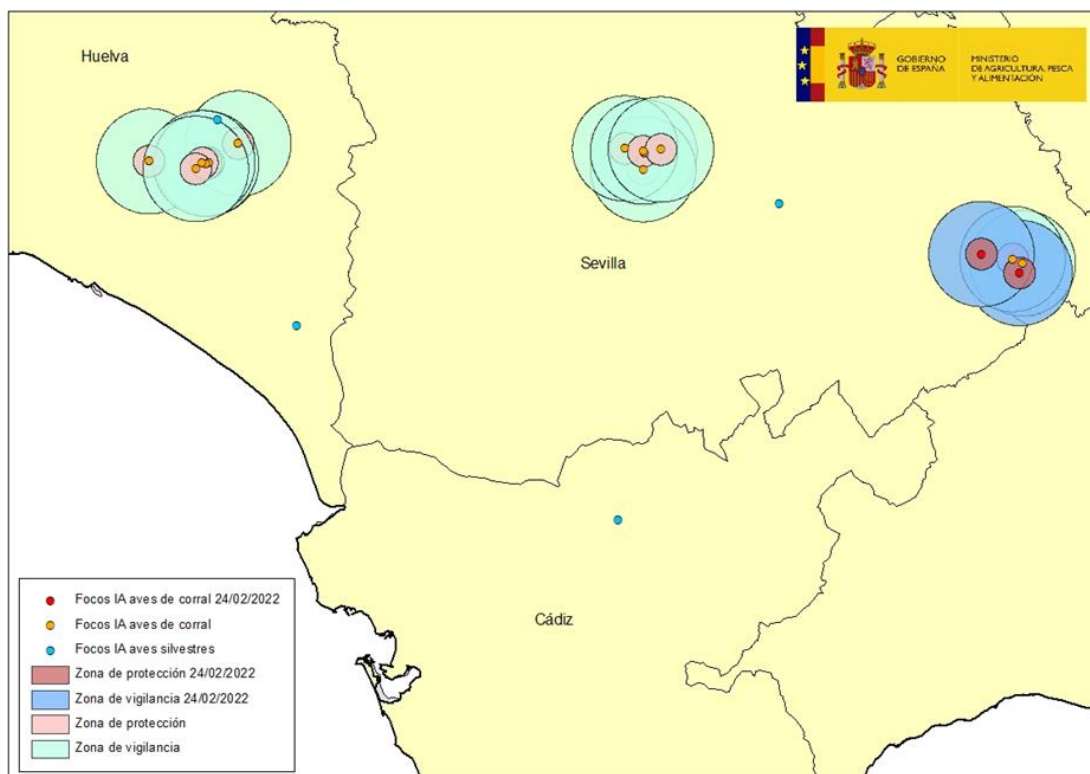 Huelva
GOBIERNO
DE ESPAÑA
MINISTERIO
DE AGRICULTURA, PESCA
Y ALIMENTACIÓN
Sevilla
Cádiz
Focos IA aves de corral 24/02/2022
Focos IA aves de corral
Focos IA aves silvestres
Zona de protección 24/02/2022
Zona de vigilancia 24/02/2022
Zona de protección
Zona de vigilancia